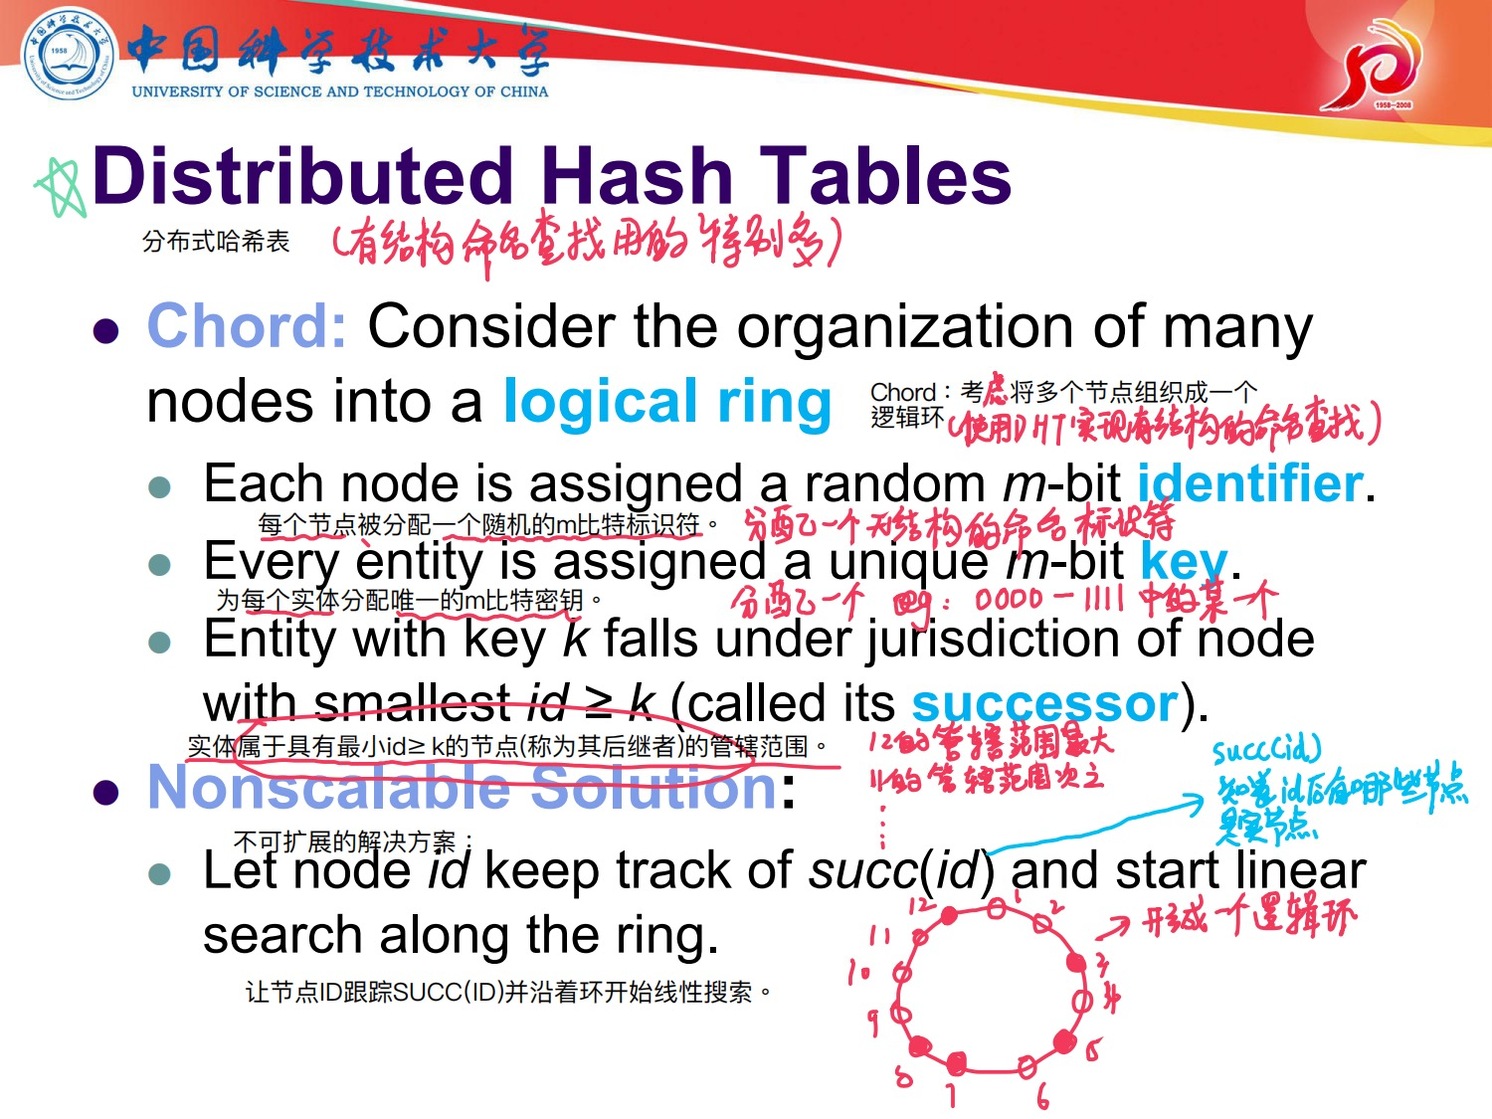 中国科学技术大学
UNIVERSITY OF SCIENCE AND TECHNOLOGY OF CHINA
1958
1958-2008
Distributed Hash Tables
分布式哈希表
(有结构命名查找用的特别多)
Chord: Consider the organization of many
nodes into a logical ring
Chord：考虑将多个节点组织成一个
逻辑环
(使用DHT实现有结构的命名查找)
Each node is assigned a random m-bit identifier.
每个节点被分配一个随机的m比特标识符。
分配一个无结构的命名标识符
Every entity is assigned a unique m-bit key.
为每个实体分配唯一的m比特密钥。
分配一个 eg: 0000-1111中的某一个
Entity with key k falls under jurisdiction of node
with smallest id ≥ k (called its successor).
实体属于具有最小id≥ k的节点(称为其后继者)的管辖范围。
12的管辖范围最大
11的管辖范围次之
succ(id)
知道id后有哪些节点
是实节点
Nonscalable Solution:
不可扩展的解决方案：
Let node id keep track of succ(id) and start linear
search along the ring.
让节点ID跟踪SUCC(ID)并沿着环开始线性搜索。
形成一个逻辑环
12
1
2
3
4
5
6
7
8
9
10
11